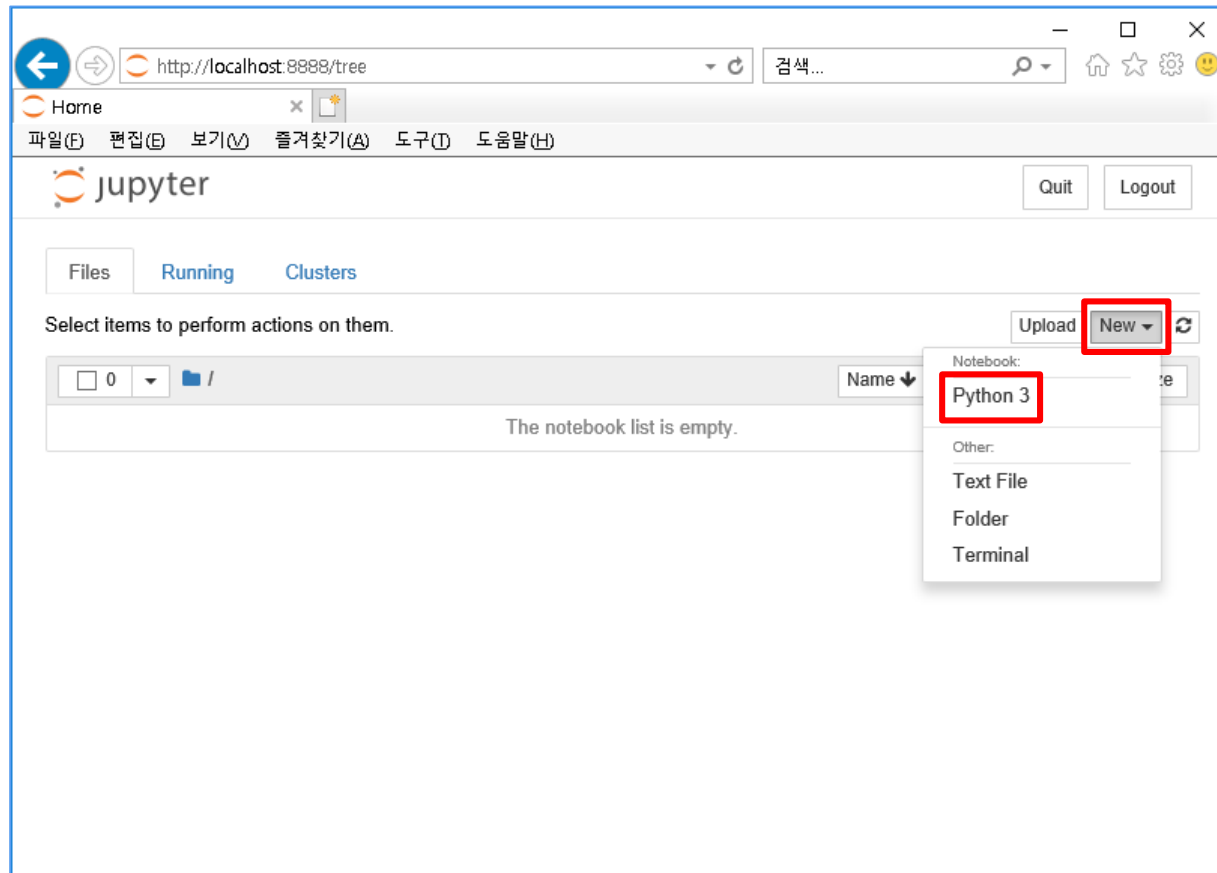 http://localhost:8888/tree
검색...
Home
파일(F) 편집(E) 보기(V) 즐겨찾기(A) 도구(T) 도움말(H)
jupyter
Quit Logout
Files Running Clusters
Select items to perform actions on them.
Upload New
0 / Name
Notebook:
Python 3
The notebook list is empty.
Other:
Text File
Folder
Terminal